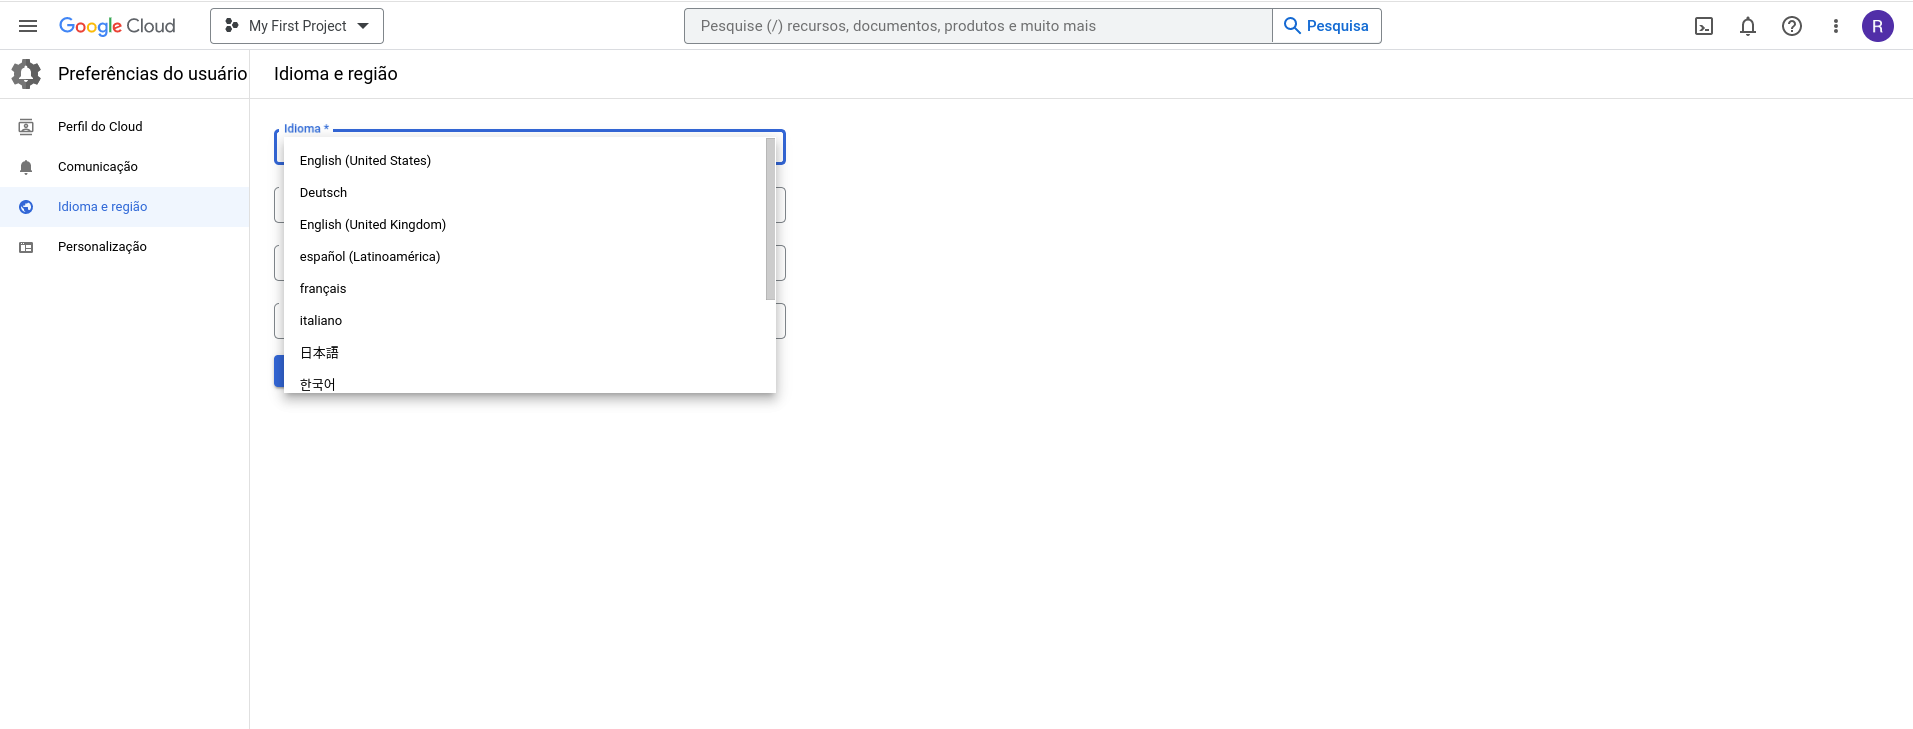 Google Cloud
My First Project
Pesquise (/) recursos, documentos, produtos e muito mais
Pesquisa
R
Preferências do usuário
Idioma e região
Perfil do Cloud
Comunicação
Idioma e região
Personalização
Idioma *
English (United States)
Deutsch
English (United Kingdom)
español (Latinoamérica)
français
italiano
日本語
한국어